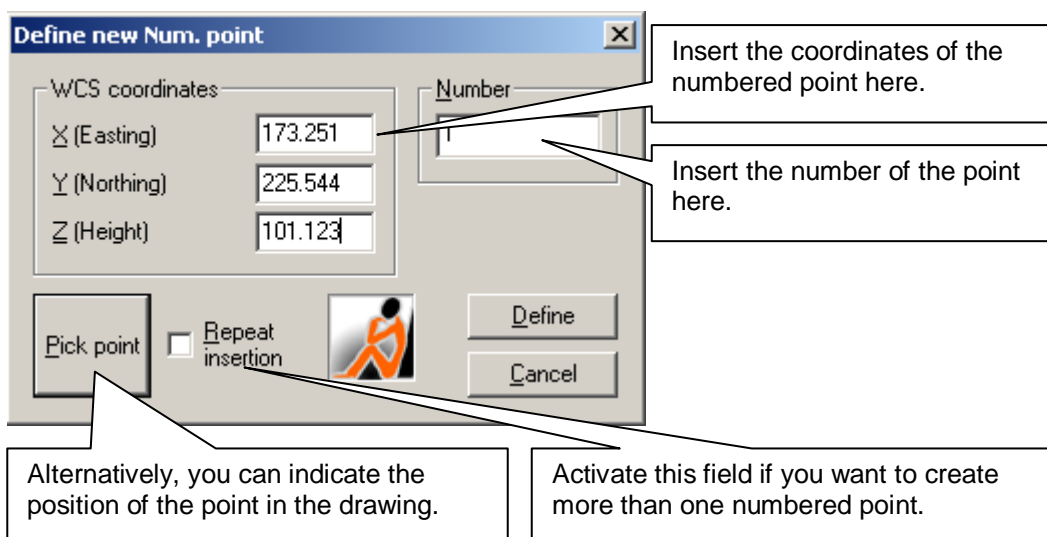 Define new Num. point
Insert the coordinates of the
numbered point here.
WCS coordinates
Number
X (Easting)
173.251
1
Y (Northing)
225.544
Insert the number of the point
here.
Z (Height)
101.123
Pick point
Repeat
insertion
Define
Cancel
Alternatively, you can indicate the
position of the point in the drawing.
Activate this field if you want to create
more than one numbered point.